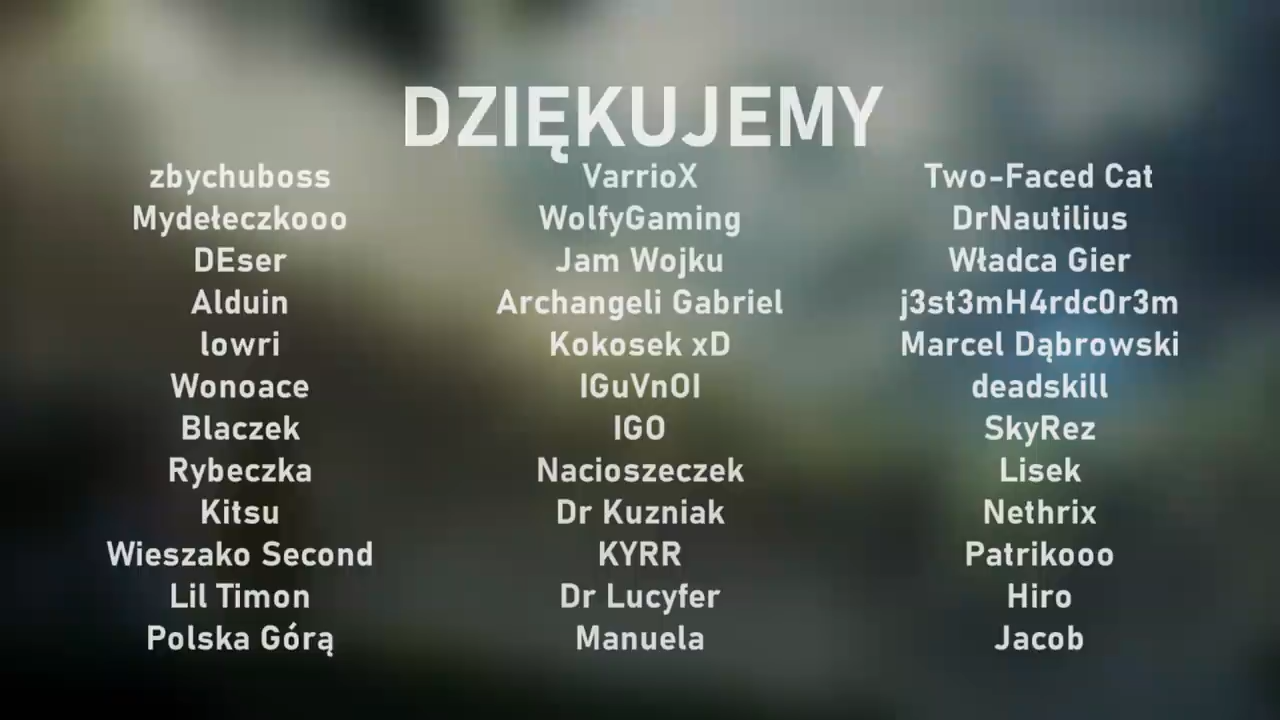 DZIĘKUJEMY
zbychuboss
Mydełeczkooo
DEser
Alduin
lowri
Wonoace
Blaczek
Rybeczka
Kitsu
Wieszako Second
Lil Timon
Polska Górą
VarrioX
WolfyGaming
Jam Wojku
Archangeli Gabriel
Kokosek xD
IGuVnOI
IGO
Nacioszeczek
Dr Kuzniak
KYRR
Dr Lucyfer
Manuela
Two-Faced Cat
DrNautilius
Władca Gier
j3st3mH4rdc0r3m
Marcel Dąbrowski
deadskill
SkyRez
Lisek
Nethrix
Patrikooo
Hiro
Jacob